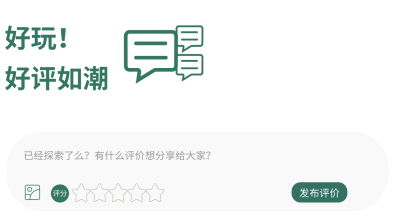 好玩！
好评如潮
已经探索了么？有什么评价想分享给大家？
评分
发布评价